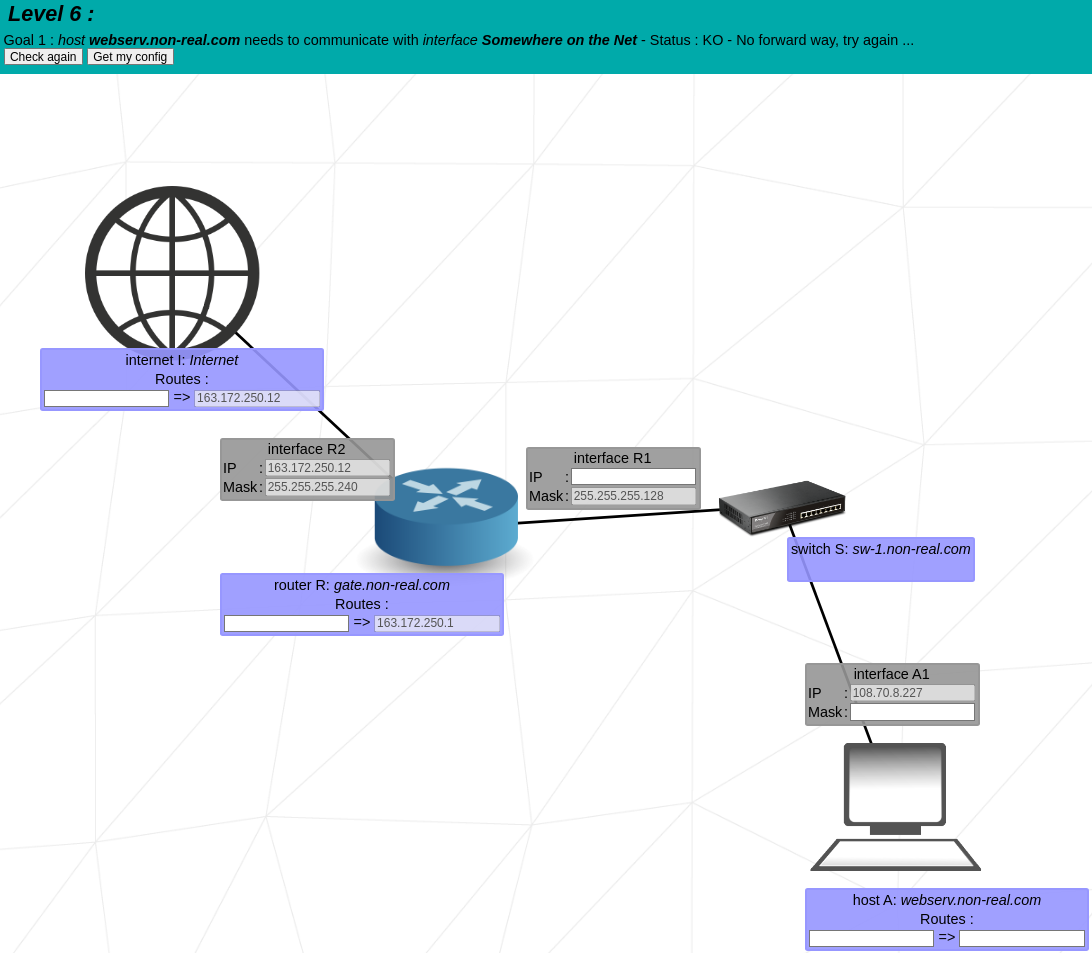 Level 6 :
Goal 1 : host webserv.non-real.com needs to communicate with interface Somewhere on the Net - Status : KO - No forward way, try again ...
Check again Get my config
internet I: Internet
Routes :
=> 163.172.250.12
interface R2
IP : 163.172.250.12
Mask : 255.255.255.240
interface R1
IP :
Mask : 255.255.255.128
switch S: sw-1.non-real.com
router R: gate.non-real.com
Routes :
=> 163.172.250.1
interface A1
IP : 108.70.8.227
Mask :
host A: webserv.non-real.com
Routes :
=>